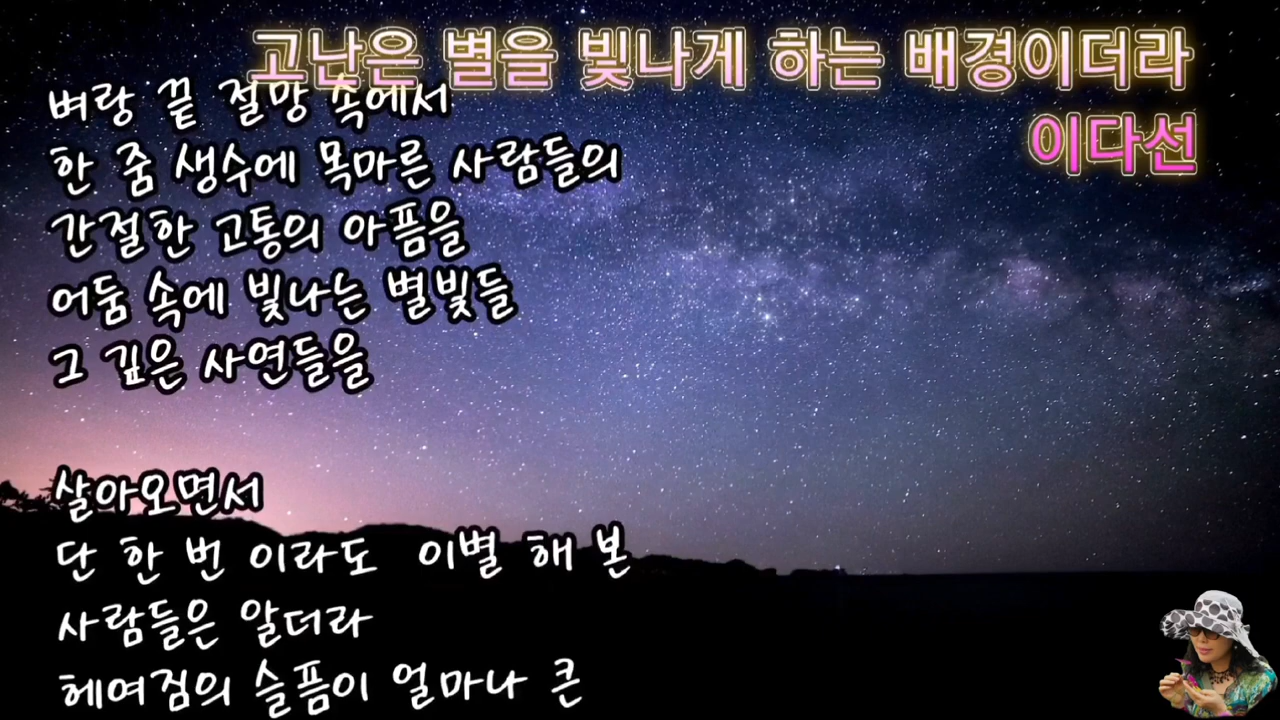 고난은 별을 빛나게 하는 배경이더라
이다선
벼랑 끝 절망 속에서
한 줌 생수에 목마른 사람들의
간절한 고통의 아픔을
어둠 속에 빛나는 별빛들
그 깊은 사연들을
살아오면서
단 한 번 이라도 이별 해 본
사람들은 알더라
헤여짐의 슬픔이 얼마나 큰